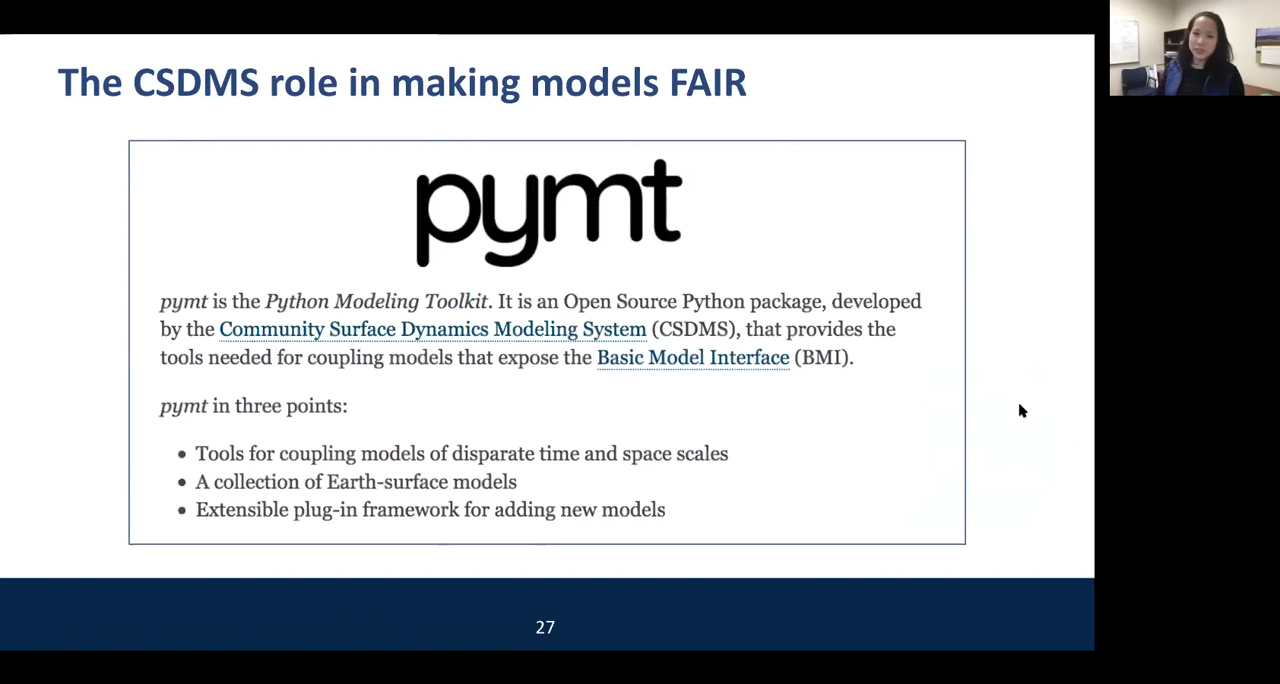 The CSDMS role in making models FAIR
pymt
pymt is the Python Modeling Toolkit. It is an Open Source Python package, developed
by the Community Surface Dynamics Modeling System (CSDMS), that provides the
tools needed for coupling models that expose the Basic Model Interface (BMI).
pymt in three points:
• Tools for coupling models of disparate time and space scales
• A collection of Earth-surface models
• Extensible plug-in framework for adding new models
27